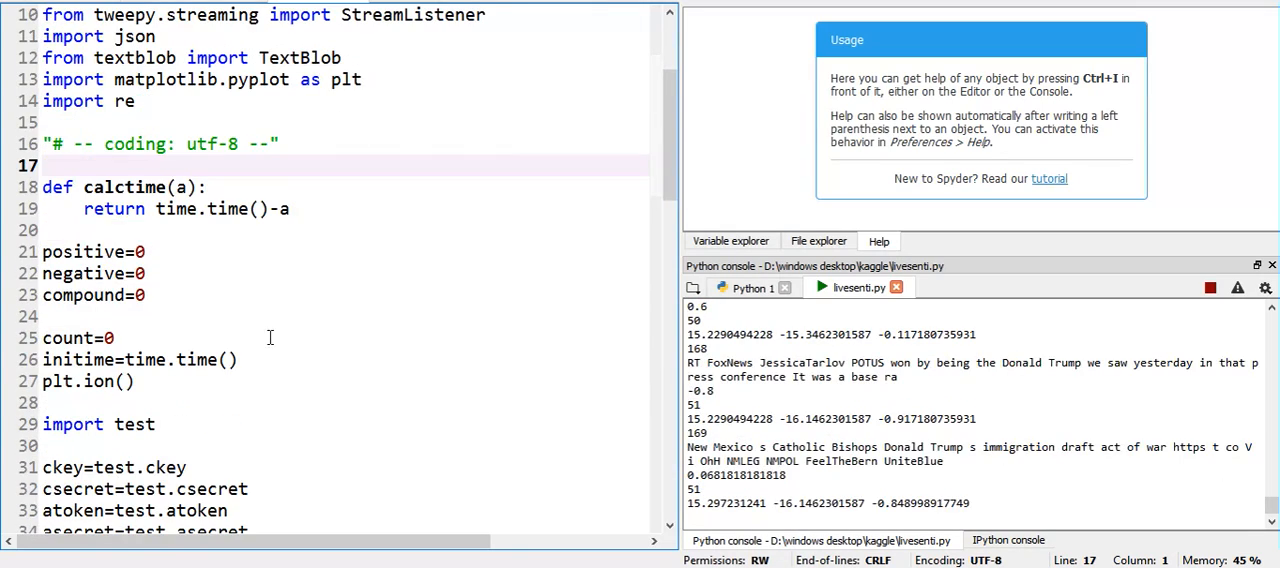 10 from tweepy.streaming import StreamListener
11 import json
12 from textblob import TextBlob
13 import matplotlib.pyplot as plt
14 import re
15
16 "# -- coding: utf-8 --"
17
18 def calctime(a):
19     return time.time()-a
20
21 positive=0
22 negative=0
23 compound=0
24
25 count=0
26 initime=time.time()
27 plt.ion()
28
29 import test
30
31 ckey=test.ckey
32 csecret=test.csecret
33 atoken=test.atoken
34 asecret=test.asecret
Usage
Here you can get help of any object by pressing Ctrl+I in
front of it, either on the Editor or the Console.
Help can also be shown automatically after writing a left
parenthesis next to an object. You can activate this
behavior in Preferences > Help.
New to Spyder? Read our tutorial
Variable explorer File explorer Help
Python console - D:\windows desktop\kaggle\livesenti.py
Python 1 livesenti.py
0.6
50
15.2290494228 -15.3462301587 -0.117180735931
168
RT FoxNews JessicaTarlov POTUS won by being the Donald Trump we saw yesterday in that p
ress conference It was a base ra
-0.8
51
15.2290494228 -16.1462301587 -0.917180735931
169
New Mexico s Catholic Bishops Donald Trump s immigration draft act of war https t co V
i OhH NMLEG NMPOL FeelTheBern UniteBlue
0.0681818181818
51
15.297231241 -16.1462301587 -0.848998917749
Python console - D:\windows desktop\kaggle\livesenti.py IPython console
Permissions: RW End-of-lines: CRLF Encoding: UTF-8 Line: 17 Column: 1 Memory: 45 %